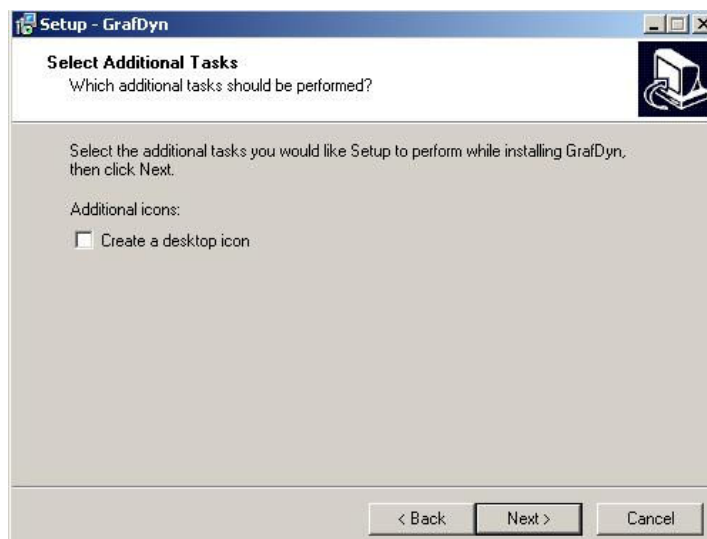 Setup - GrafDyn
Select Additional Tasks
Which additional tasks should be performed?
Select the additional tasks you would like Setup to perform while installing GrafDyn,
then click Next.
Additional icons:
Create a desktop icon
< Back
Next >
Cancel